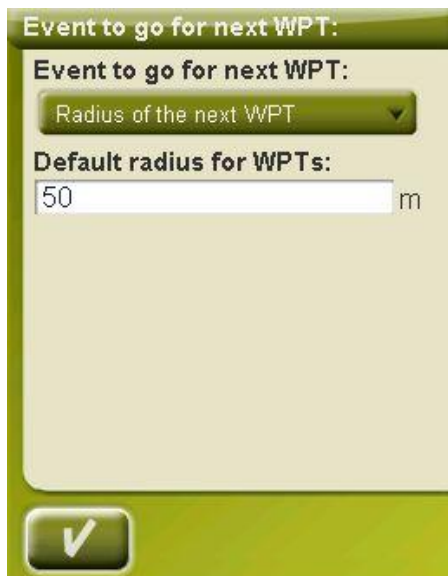 Event to go for next WPT:
Event to go for next WPT:
Radius of the next WPT
Default radius for WPTs:
50 m